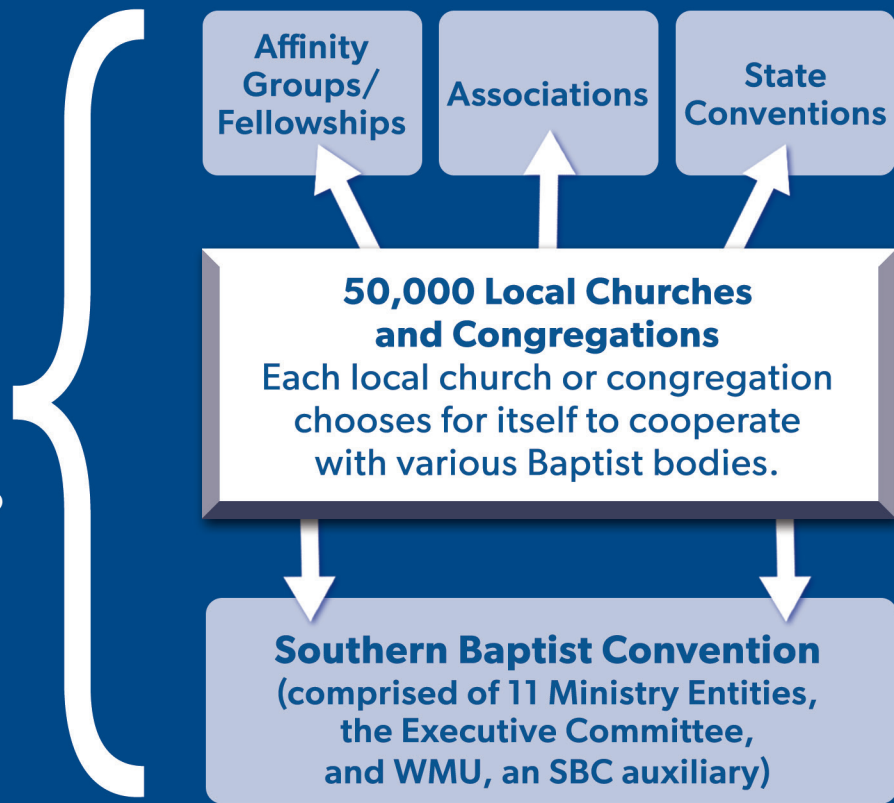 Affinity
Groups/
Fellowships
Associations
State
Conventions
50,000 Local Churches
and Congregations
Each local church or congregation
chooses for itself to cooperate
with various Baptist bodies.
Southern Baptist Convention
(comprised of 11 Ministry Entities,
the Executive Committee,
and WMU, an SBC auxiliary)